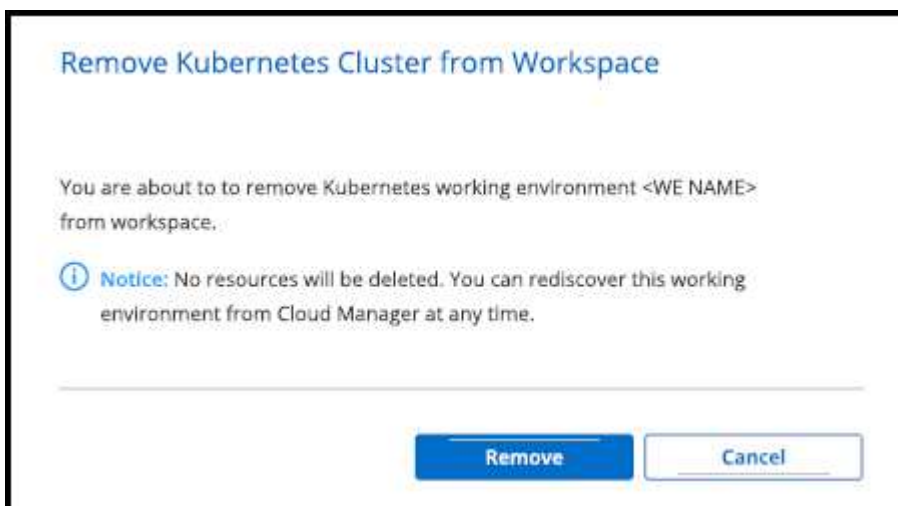 Remove Kubernetes Cluster from Workspace
You are about to to remove Kubernetes working environment <WE NAME>
from workspace.
Notice: No resources will be deleted. You can rediscover this working
environment from Cloud Manager at any time.
Remove
Cancel